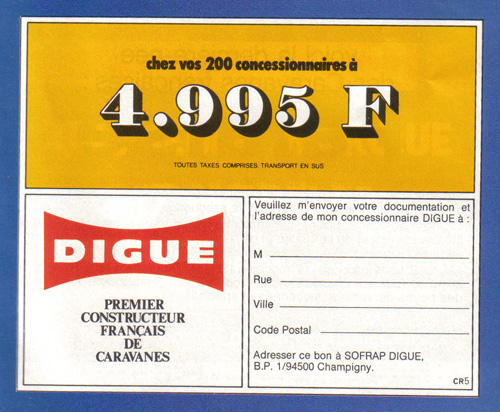 chez vos 200 concessionnaires à
4.995 F
TOUTES TAXES COMPRISES. TRANSPORT EN SUS
DIGUE
PREMIER
CONSTRUCTEUR
FRANÇAIS
DE
CARAVANES
Veuillez m'envoyer votre documentation et
l'adresse de mon concessionnaire DIGUE à :
M
Rue
Ville
Code Postal
Adresser ce bon à SOFRAP DIGUE,
B.P. 1/94500 Champigny.
CR5